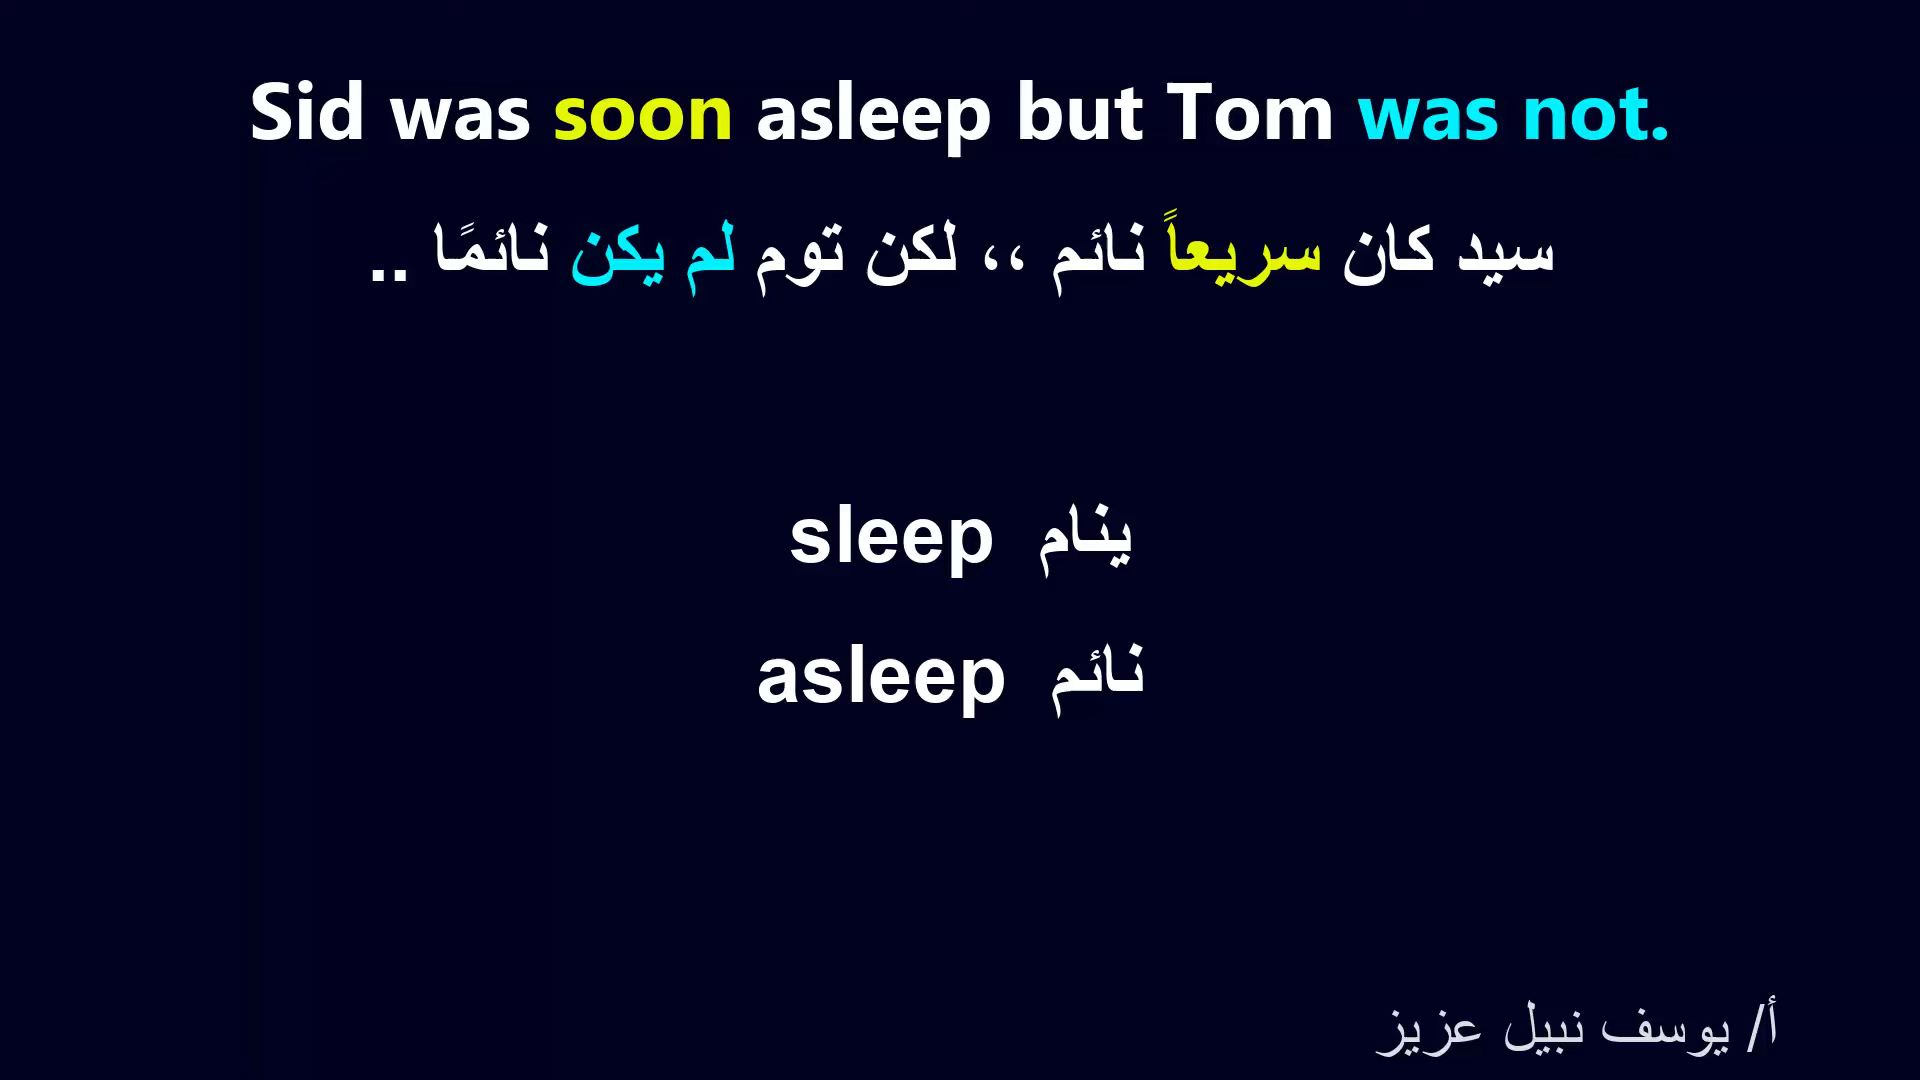 Sid was soon asleep but Tom was not.
سيد كان سريعاً نائم ،، لكن توم لم يكن نائمًا ..
sleep ينام
asleep نائم
أ/ يوسف نبيل عزيز